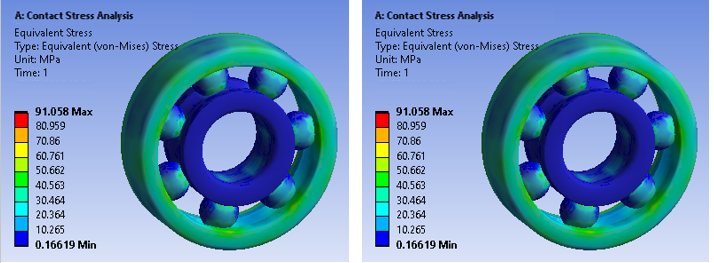 A: Contact Stress Analysis
Equivalent Stress
Type: Equivalent (von-Mises) Stress
Unit: MPa
Time: 1
91.058 Max
80.959
70.86
60.761
50.662
40.563
30.464
20.364
10.265
0.16619 Min
A: Contact Stress Analysis
Equivalent Stress
Type: Equivalent (von-Mises) Stress
Unit: MPa
Time: 1
91.058 Max
80.959
70.86
60.761
50.662
40.563
30.464
20.364
10.265
0.16619 Min